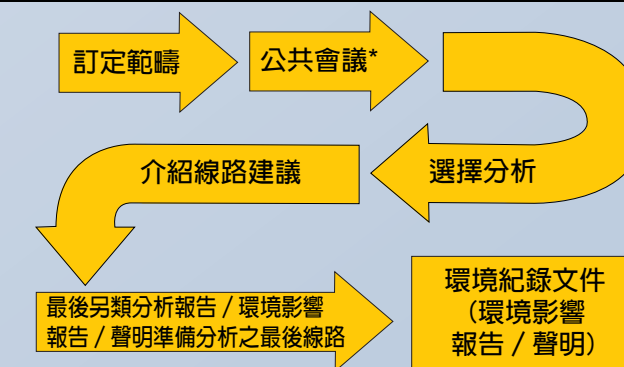 訂定範疇
公共會議*
選擇分析
介紹線路建議
最後另類分析報告 / 環境影響
報告 / 聲明準備分析之最後線路
環境紀錄文件
(環境影響
報告 / 聲明)